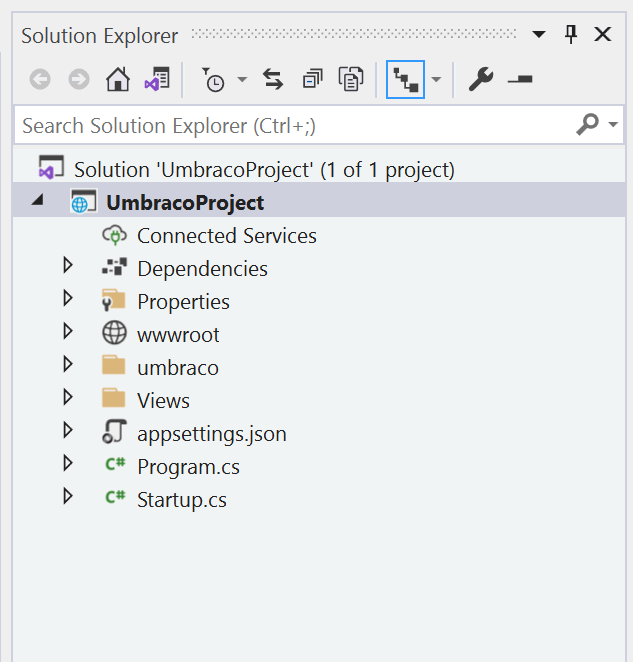 Solution Explorer
Search Solution Explorer (Ctrl+;)
Solution 'UmbracoProject' (1 of 1 project)
UmbracoProject
Connected Services
Dependencies
Properties
wwwroot
umbraco
Views
appsettings.json
C# Program.cs
C# Startup.cs